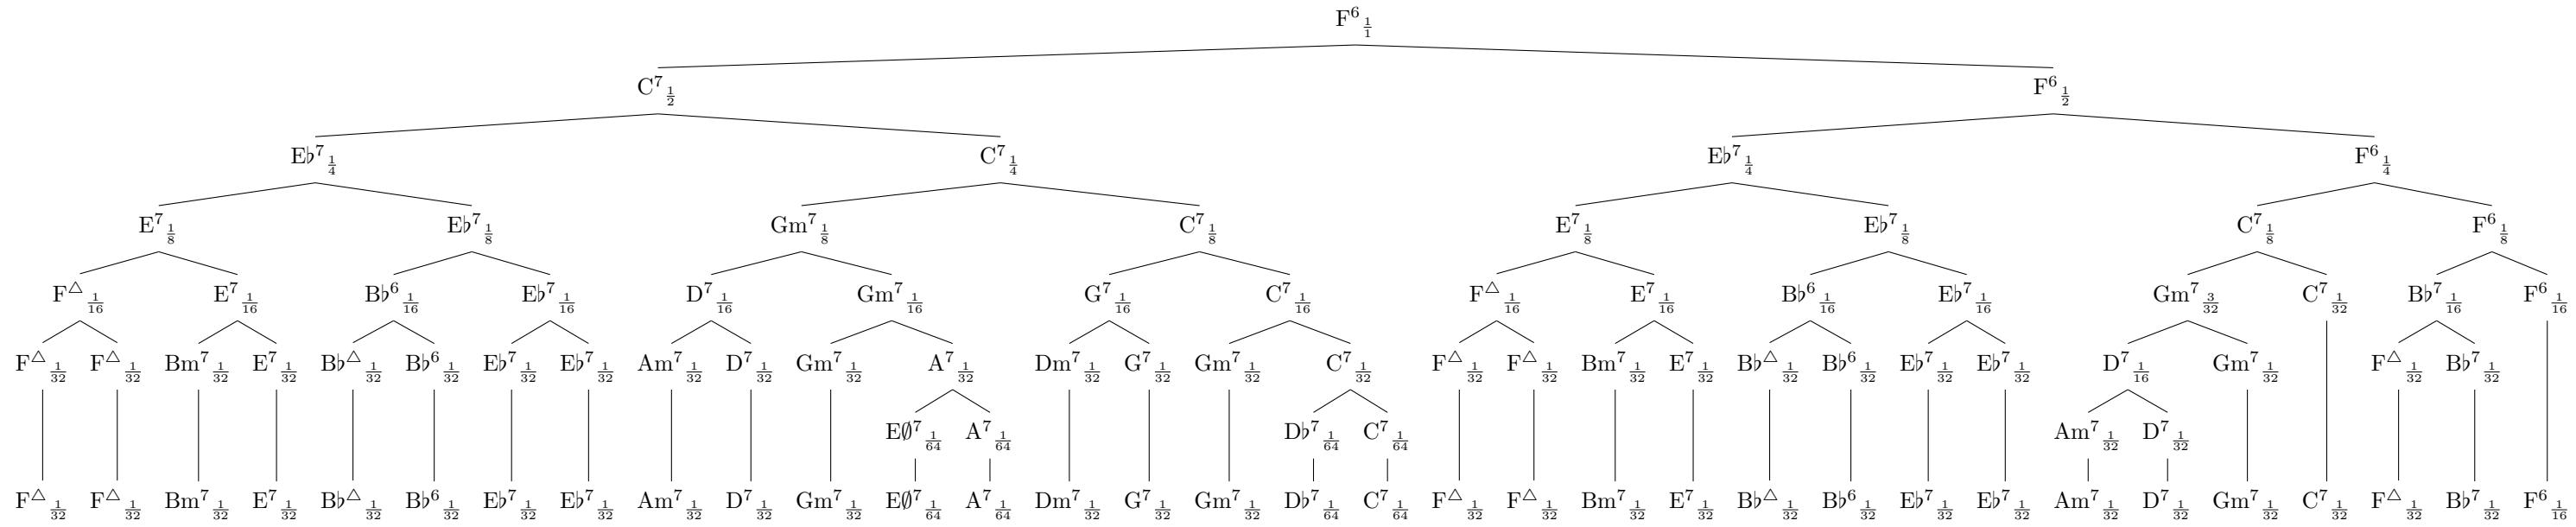 F⁶ 1/1
C⁷ 1/2 F⁶ 1/2
E♭⁷ 1/4 C⁷ 1/4 E♭⁷ 1/4 F⁶ 1/4
E⁷ 1/8 E♭⁷ 1/8 Gm⁷ 1/8 C⁷ 1/8 E⁷ 1/8 E♭⁷ 1/8 C⁷ 1/8 F⁶ 1/8
F△ 1/16 E⁷ 1/16 B♭⁶ 1/16 E♭⁷ 1/16 D⁷ 1/16 Gm⁷ 1/16 G⁷ 1/16 C⁷ 1/16 F△ 1/16 E⁷ 1/16 B♭⁶ 1/16 E♭⁷ 1/16 Gm⁷ 3/32 C⁷ 1/32 B♭⁷ 1/16 F⁶ 1/16
F△ 1/32 F△ 1/32 Bm⁷ 1/32 E⁷ 1/32 B♭△ 1/32 B♭⁶ 1/32 E♭⁷ 1/32 E♭⁷ 1/32 Am⁷ 1/32 D⁷ 1/32 Gm⁷ 1/32 A⁷ 1/32 Dm⁷ 1/32 G⁷ 1/32 Gm⁷ 1/32 C⁷ 1/32 F△ 1/32 F△ 1/32 Bm⁷ 1/32 E⁷ 1/32 B♭△ 1/32 B♭⁶ 1/32 E♭⁷ 1/32 E♭⁷ 1/32 D⁷ 1/16 Gm⁷ 1/32 F△ 1/32 B♭⁷ 1/32
E∅⁷ 1/64 A⁷ 1/64 D♭⁷ 1/64 C⁷ 1/64 Am⁷ 1/32 D⁷ 1/32
F△ 1/32 F△ 1/32 Bm⁷ 1/32 E⁷ 1/32 B♭△ 1/32 B♭⁶ 1/32 E♭⁷ 1/32 E♭⁷ 1/32 Am⁷ 1/32 D⁷ 1/32 Gm⁷ 1/32 E∅⁷ 1/64 A⁷ 1/64 Dm⁷ 1/32 G⁷ 1/32 Gm⁷ 1/32 D♭⁷ 1/64 C⁷ 1/64 F△ 1/32 F△ 1/32 Bm⁷ 1/32 E⁷ 1/32 B♭△ 1/32 B♭⁶ 1/32 E♭⁷ 1/32 E♭⁷ 1/32 Am⁷ 1/32 D⁷ 1/32 Gm⁷ 1/32 C⁷ 1/32 F△ 1/32 B♭⁷ 1/32 F⁶ 1/16